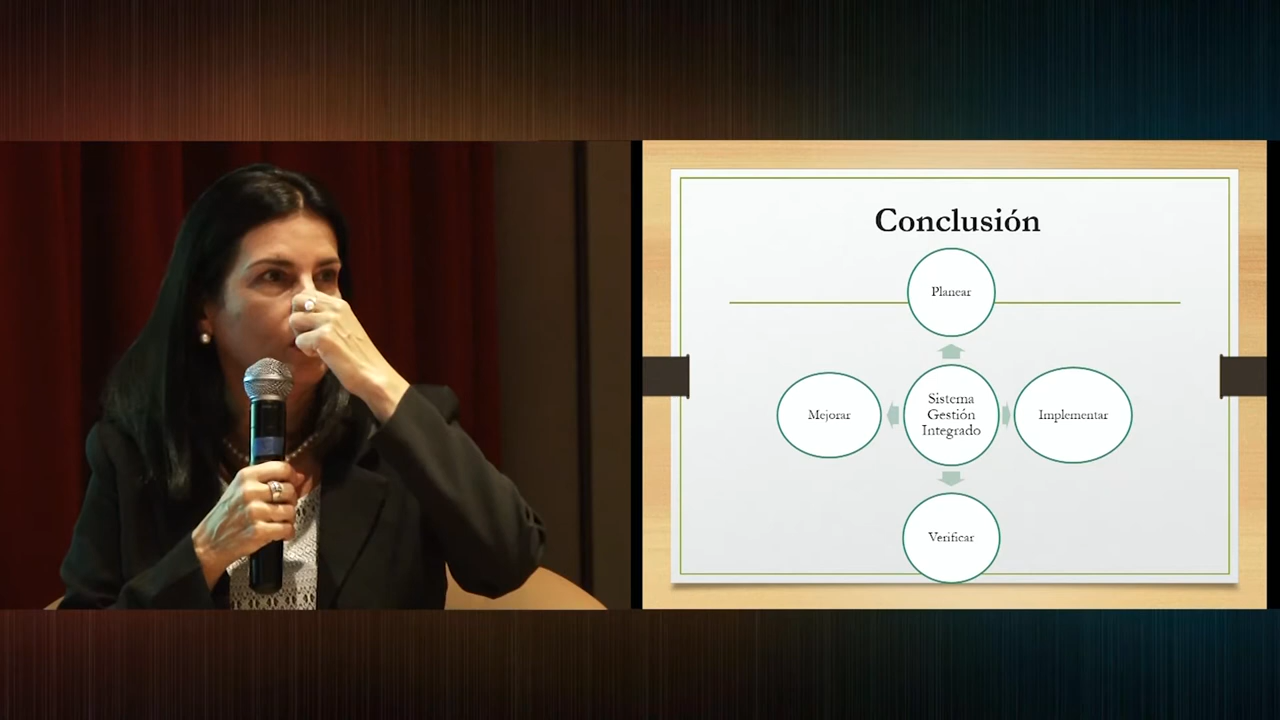 Conclusión
Planear
Mejorar
Sistema
Gestión
Integrado
Implementar
Verificar